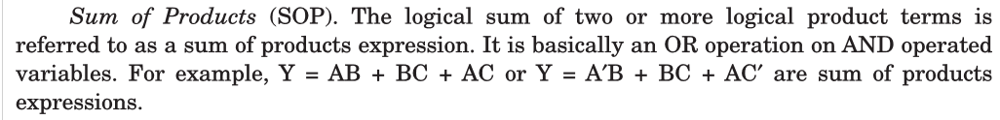 Sum of Products (SOP). The logical sum of two or more logical product terms is
referred to as a sum of products expression. It is basically an OR operation on AND operated
variables. For example, Y = AB + BC + AC or Y = A′B + BC + AC′ are sum of products
expressions.